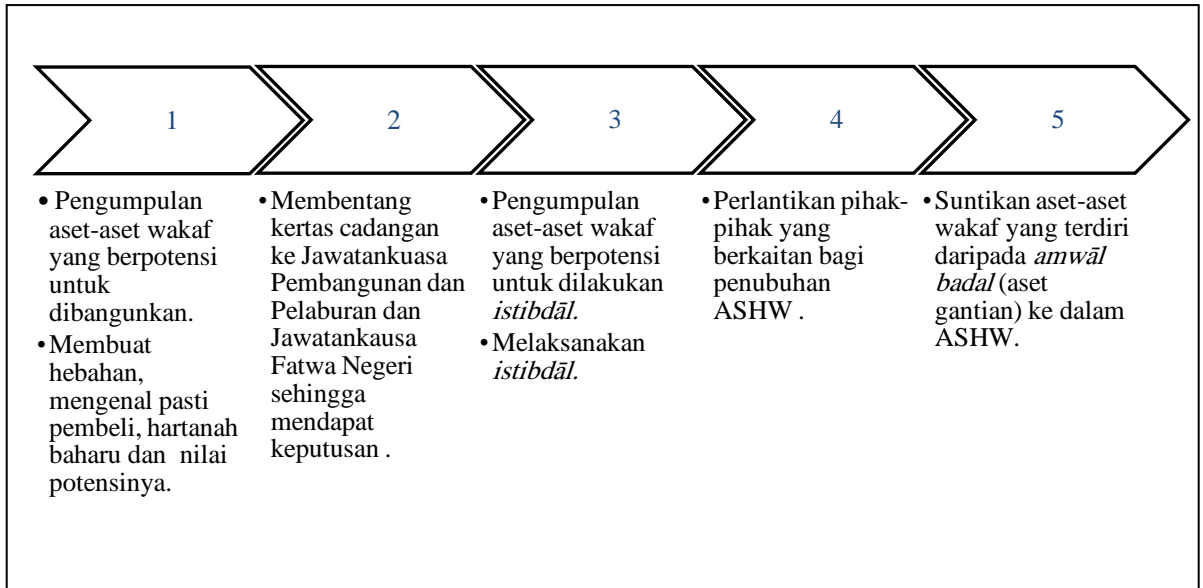 1
• Pengumpulan
aset-aset wakaf
yang berpotensi
untuk
dibangunkan.
•Membuat
hebahan,
mengenal pasti
pembeli, hartanah
baharu dan nilai
potensinya.
2
•Membentang
kertas cadangan
ke Jawatankuasa
Pembangunan dan
Pelaburan dan
Jawatankausa
Fatwa Negeri
sehingga
mendapat
keputusan .
3
•Pengumpulan
aset-aset wakaf
yang berpotensi
untuk dilakukan
istibdāl.
•Melaksanakan
istibdāl.
4
•Perlantikan pihak-
pihak yang
berkaitan bagi
penubuhan
ASHW .
5
•Suntikan aset-aset
wakaf yang terdiri
daripada amwāl
badal (aset
gantian) ke dalam
ASHW.